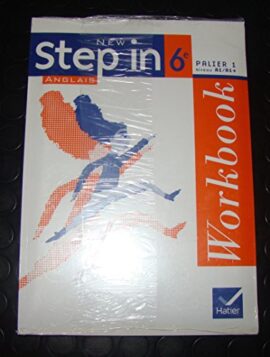 NEW
Step in 6e
ANGLAIS
PALIER 1
Niveau A1/A1+
Workbook
Hatier